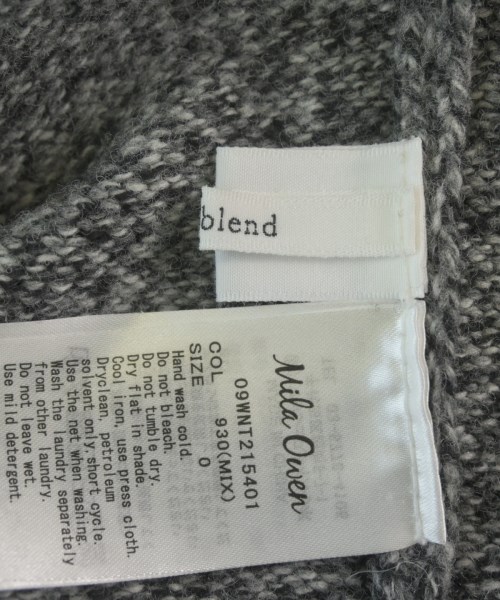 blend
Mila Owen
09WNT215401
COL 930(MIX)
SIZE 0
Hand wash cold.
Do not bleach.
Do not tumble dry.
Dry flat in shade.
Cool iron, use press cloth.
Dryclean, petroleum
solvent only,short cycle.
Use the net when washing.
Wash the laundry separately
from other laundry.
Do not leave wet.
Use mild detergent.